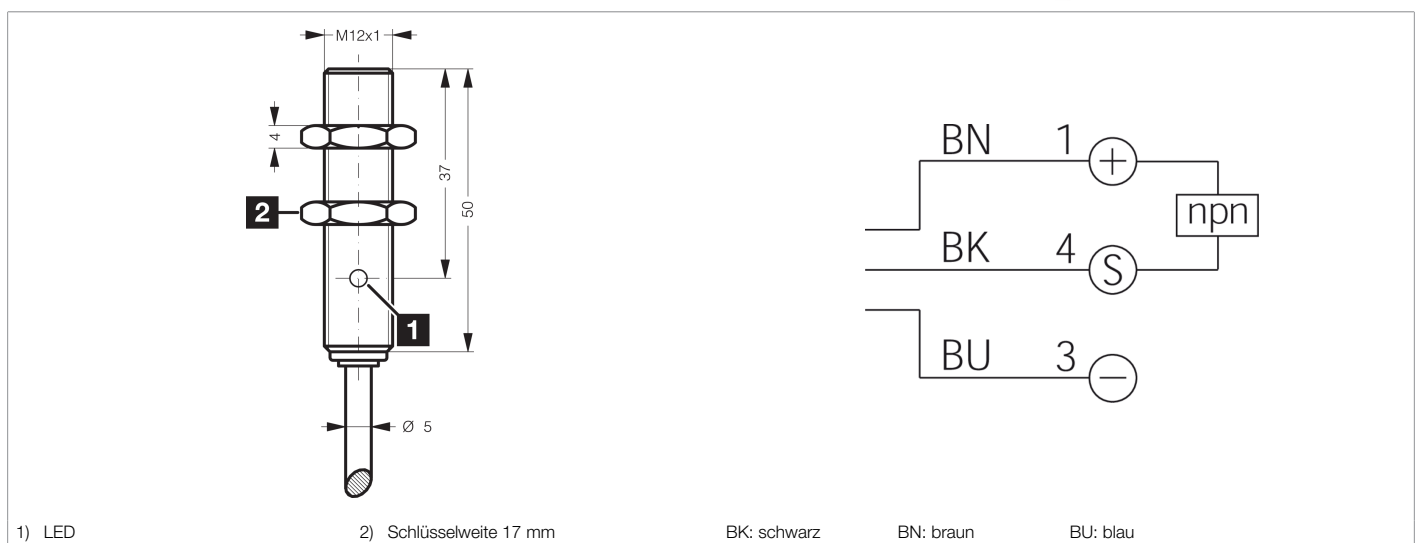 M12x1
4
37
50
2
1
Ø 5
BN 1 +
npn
BK 4 S
BU 3 −
1) LED 2) Schlüsselweite 17 mm BK: schwarz BN: braun BU: blau